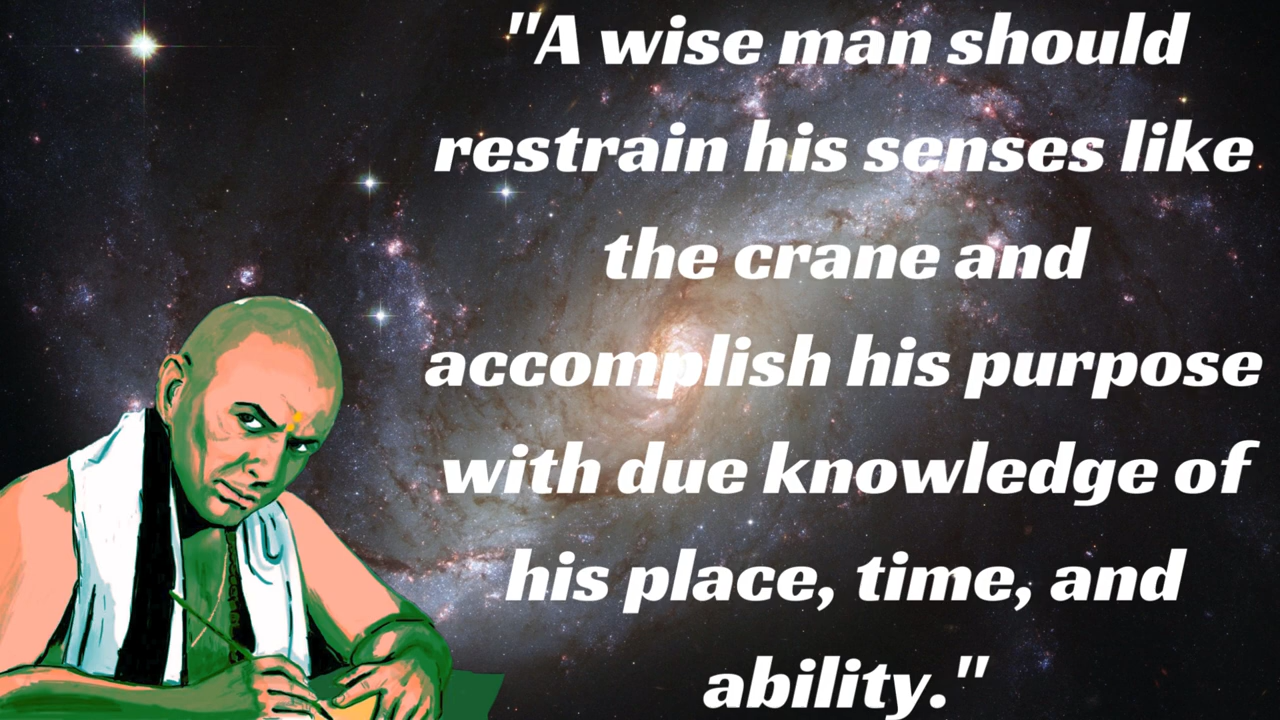 "A wise man should
restrain his senses like
the crane and
accomplish his purpose
with due knowledge of
his place, time, and
ability."